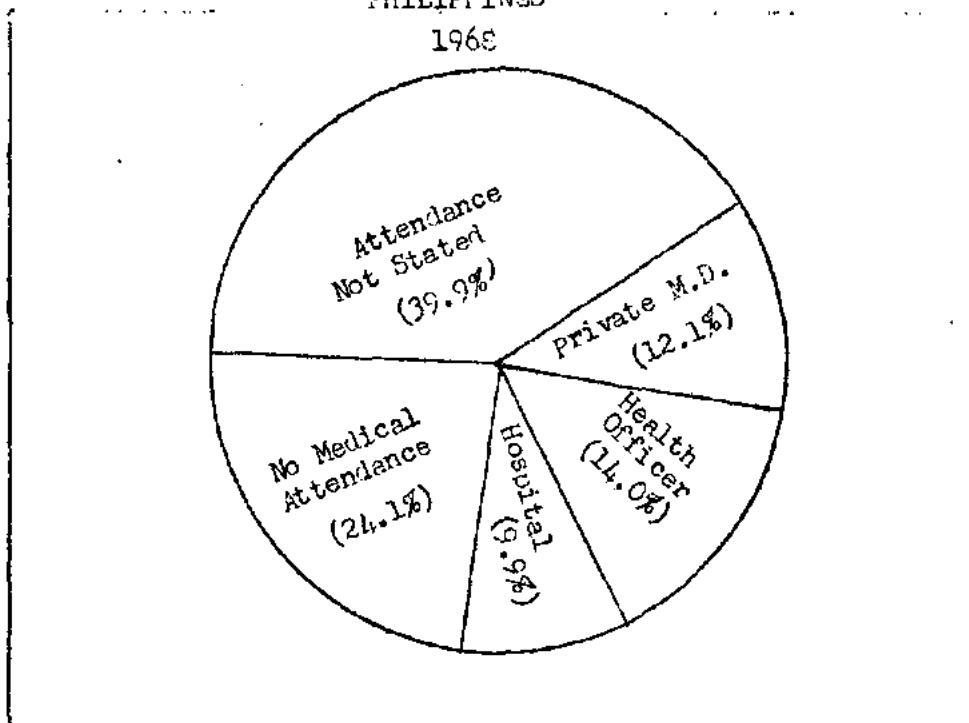 PHILIPPINES
1968
Attendance
Not Stated
(39.9%)
Private M.D.
(12.1%)
Health
Officer
(14.0%)
Hospital
(9.9%)
No Medical
Attendance
(24.1%)